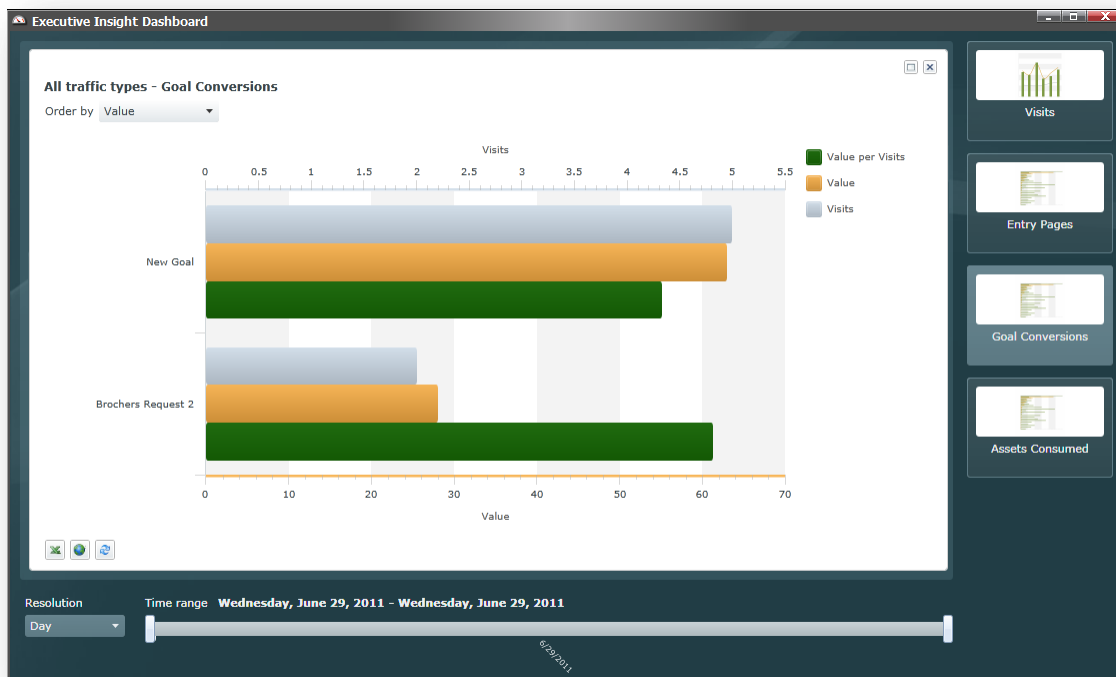 Executive Insight Dashboard
All traffic types - Goal Conversions
Order by Value
Visits
0 0.5 1 1.5 2 2.5 3 3.5 4 4.5 5 5.5
Value per Visits
Value
Visits
New Goal
Brochers Request 2
0 10 20 30 40 50 60 70
Value
Visits
Entry Pages
Goal Conversions
Assets Consumed
Resolution
Day
Time range Wednesday, June 29, 2011 - Wednesday, June 29, 2011
6/29/2011